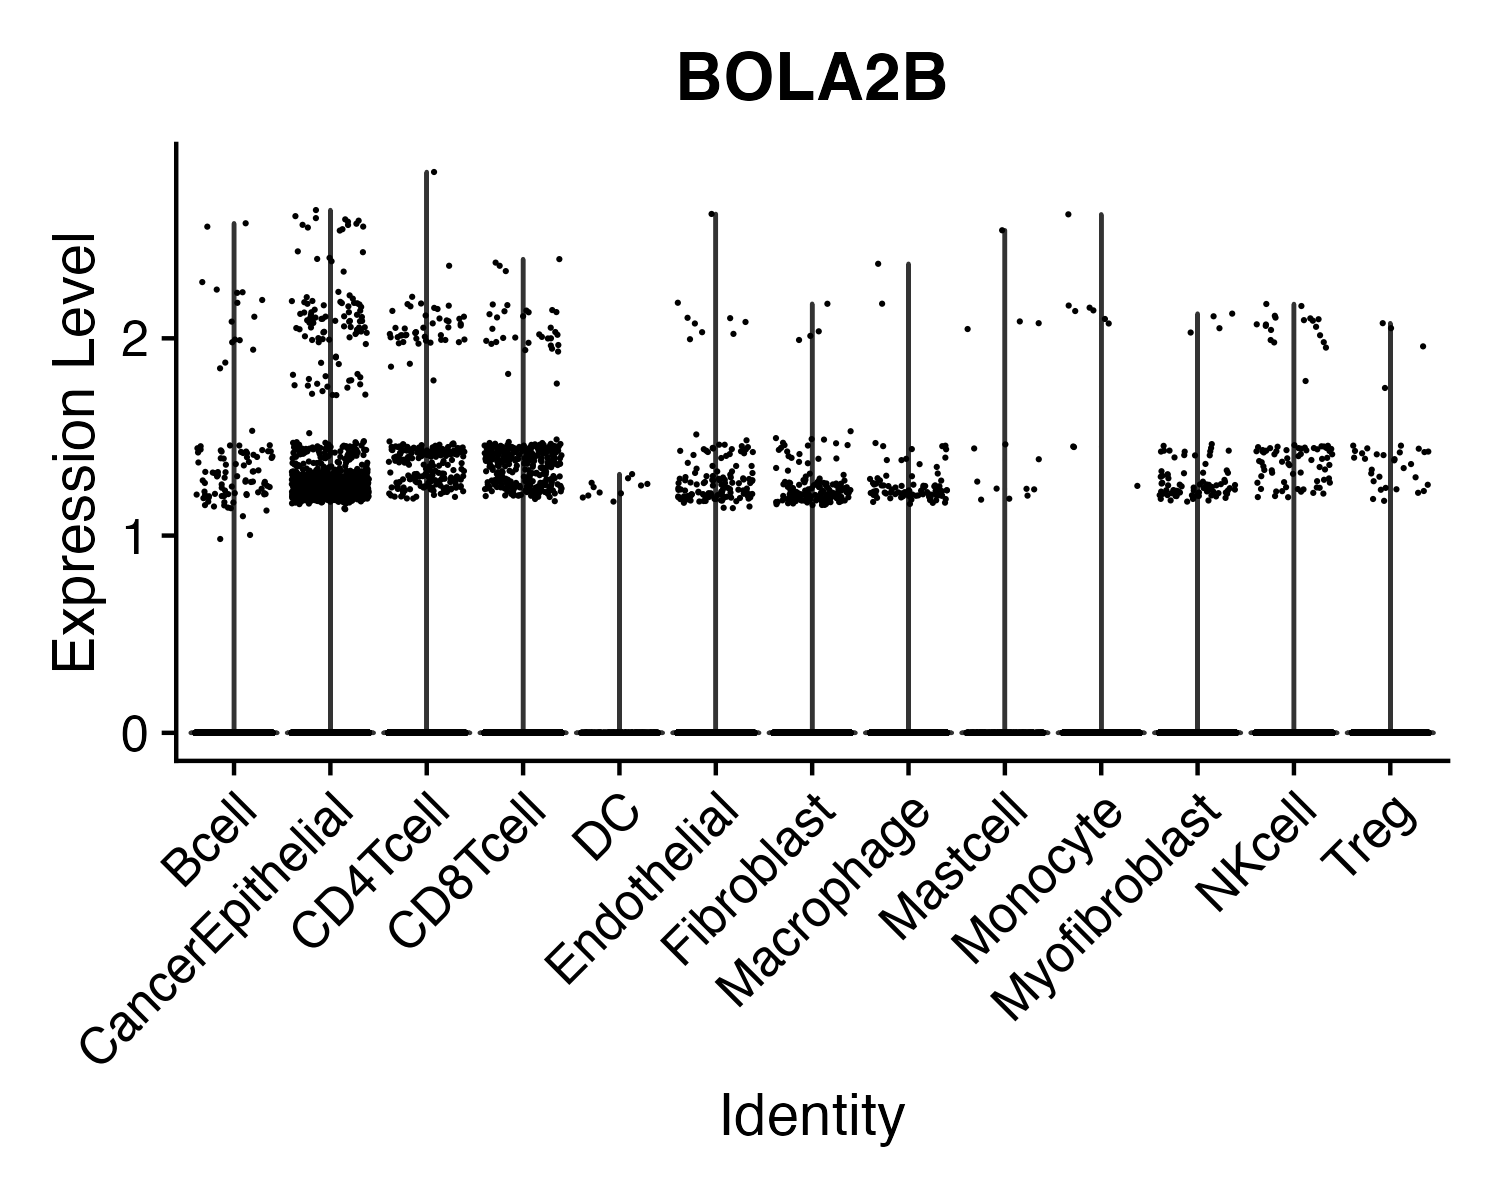 BOLA2B
Expression Level
2
1
0
Bcell
CancerEpithelial
CD4Tcell
CD8Tcell
DC
Endothelial
Fibroblast
Macrophage
Mastcell
Monocyte
Myofibroblast
NKcell
Treg
Identity